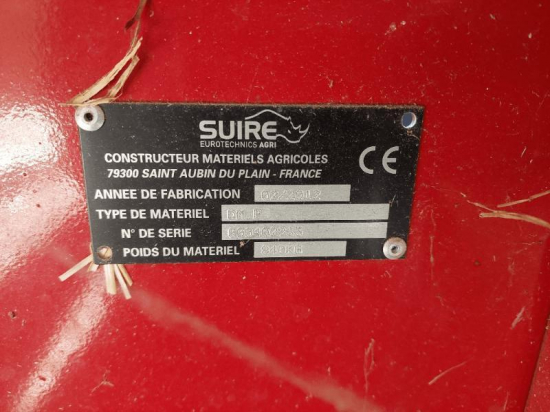 SUIRE
EUROTECHNICS AGRI
CONSTRUCTEUR MATERIELS AGRICOLES
79300 SAINT AUBIN DU PLAIN - FRANCE
CE
ANNEE DE FABRICATION
TYPE DE MATERIEL
N° DE SERIE
POIDS DU MATERIEL